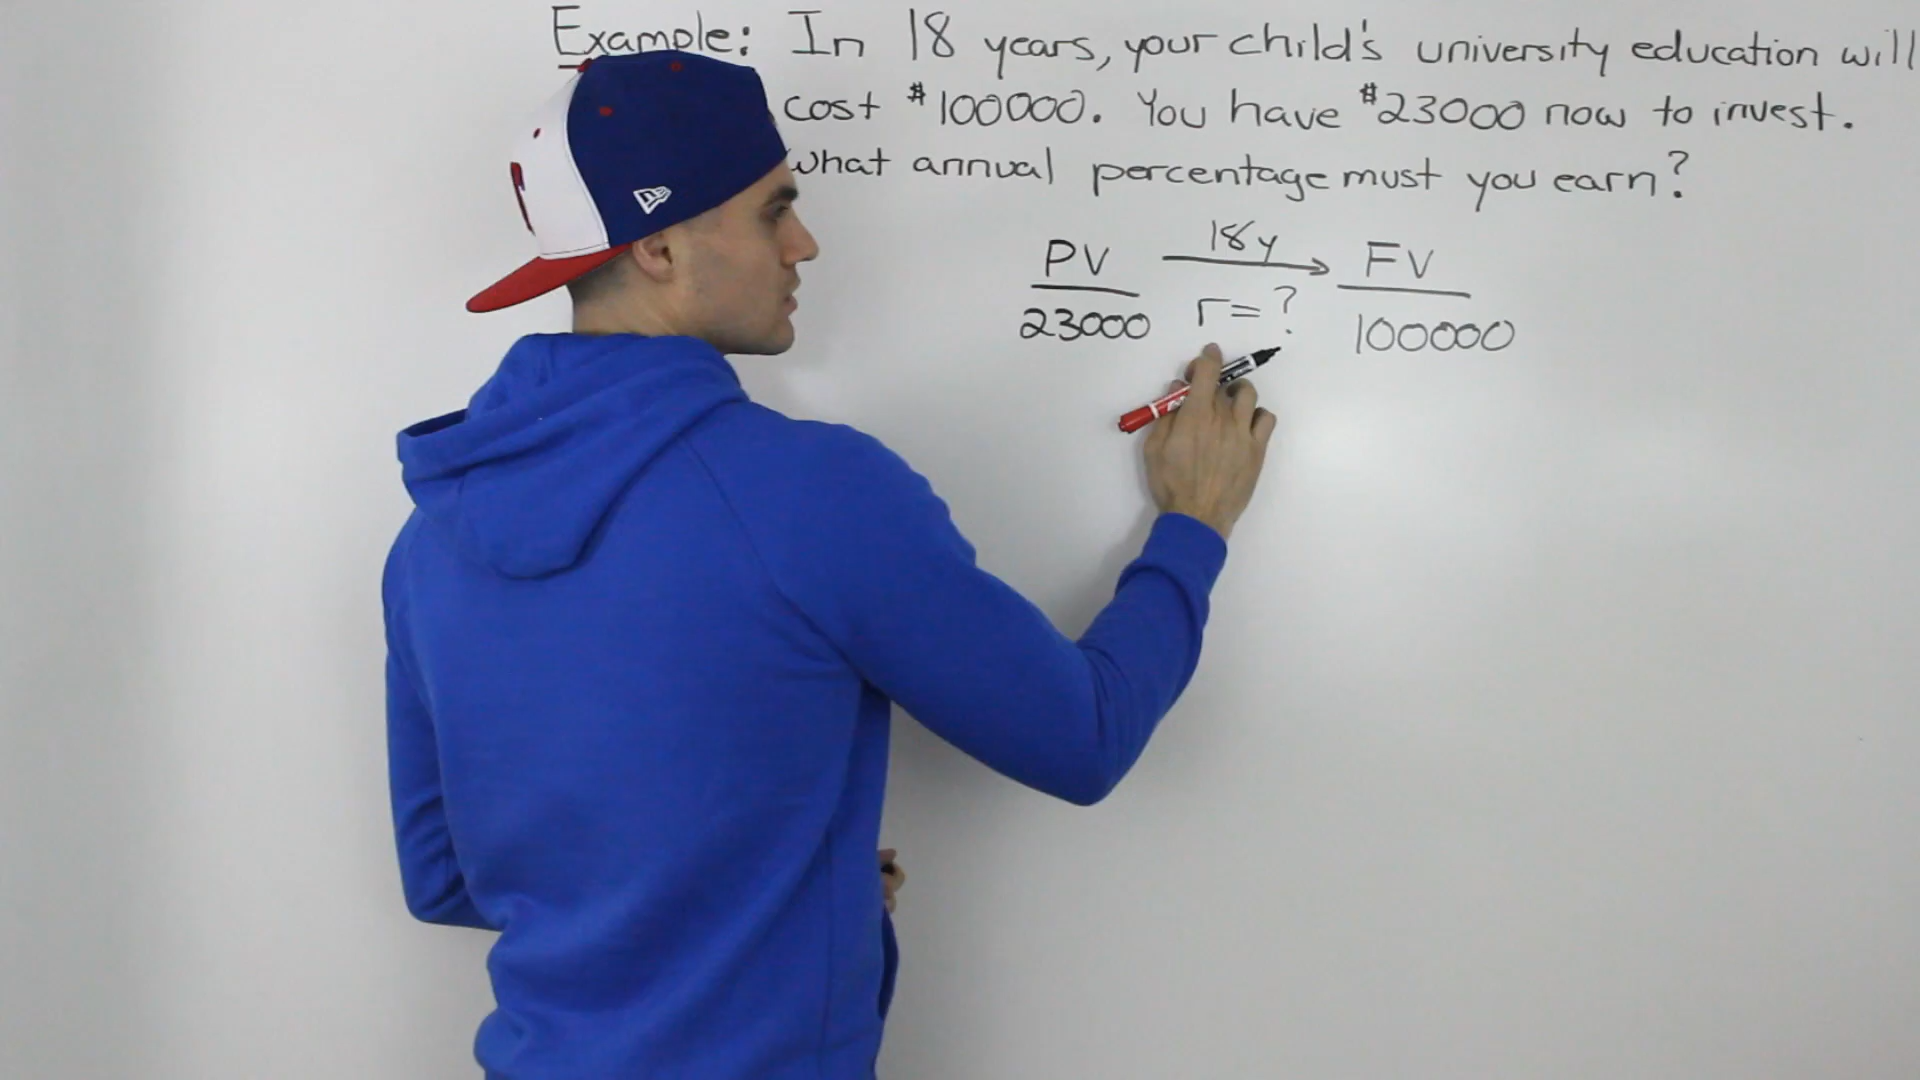 Example: In 18 years, your child's university education will
cost $100000. You have $23000 now to invest.
What annual percentage must you earn?
PV 18y FV
23000 r=? 100000